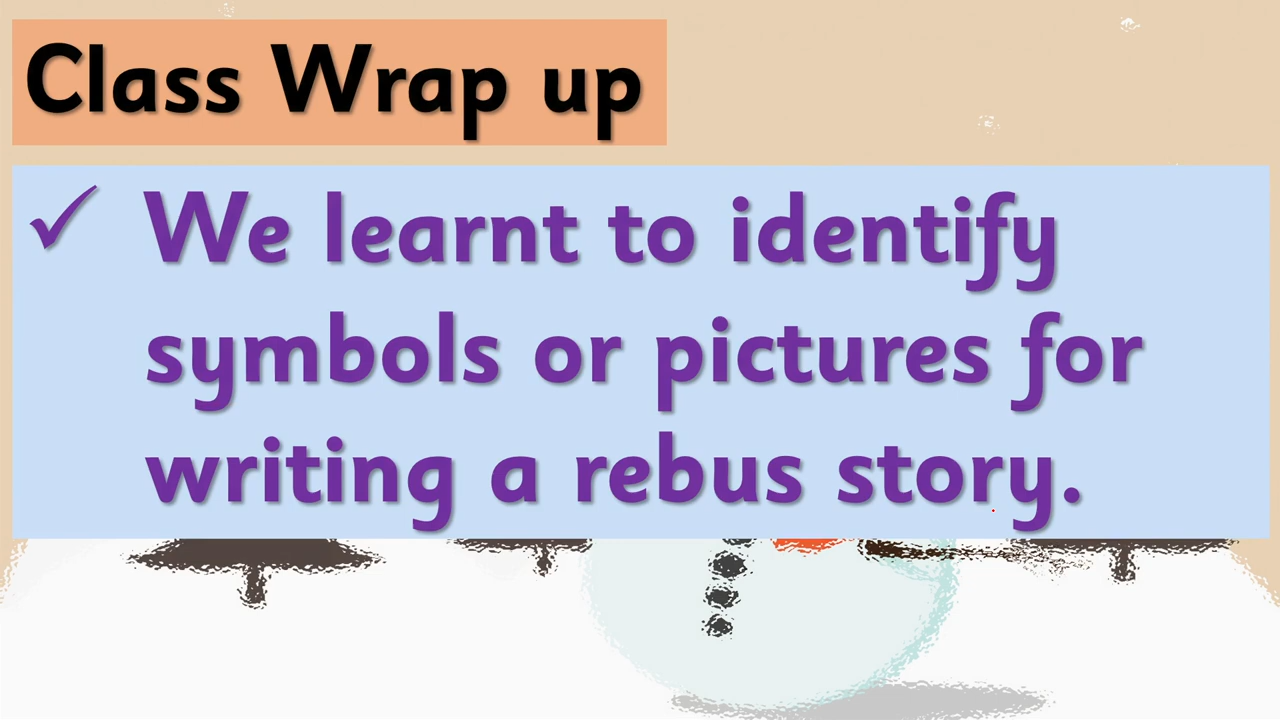 Class Wrap up
✓ We learnt to identify
symbols or pictures for
writing a rebus story.